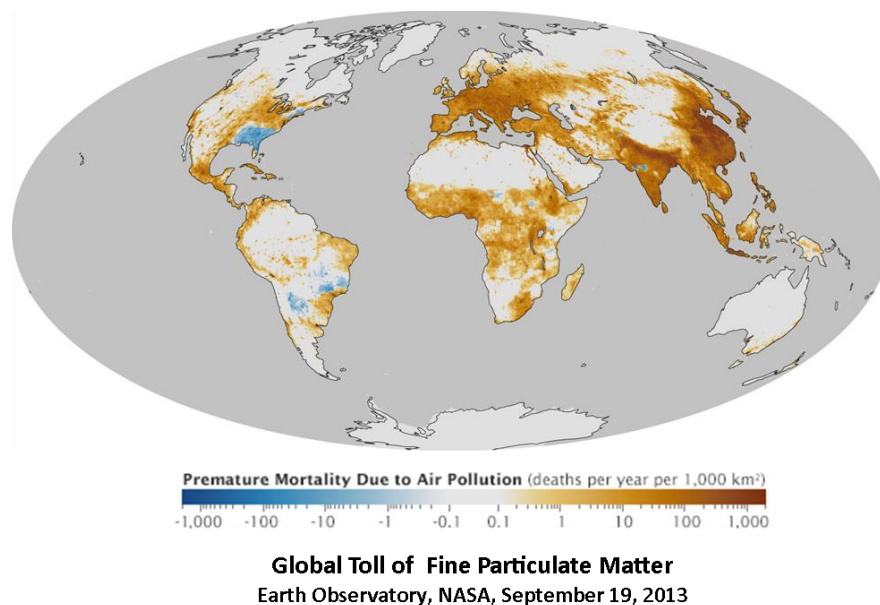 Premature Mortality Due to Air Pollution (deaths per year per 1,000 km²)
-1,000 -100 -10 -1 -0.1 0.1 1 10 100 1,000
Global Toll of Fine Particulate Matter
Earth Observatory, NASA, September 19, 2013